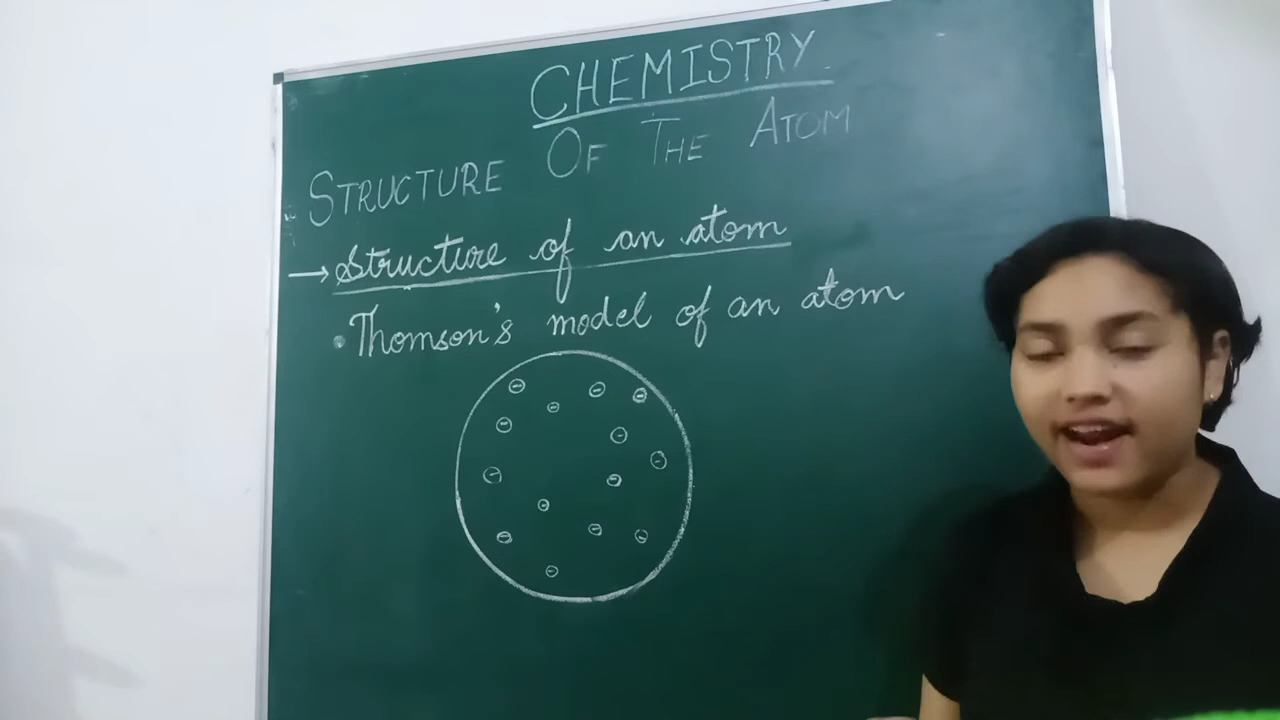 CHEMISTRY
STRUCTURE OF THE ATOM
→ Structure of an atom
• Thomson's model of an atom